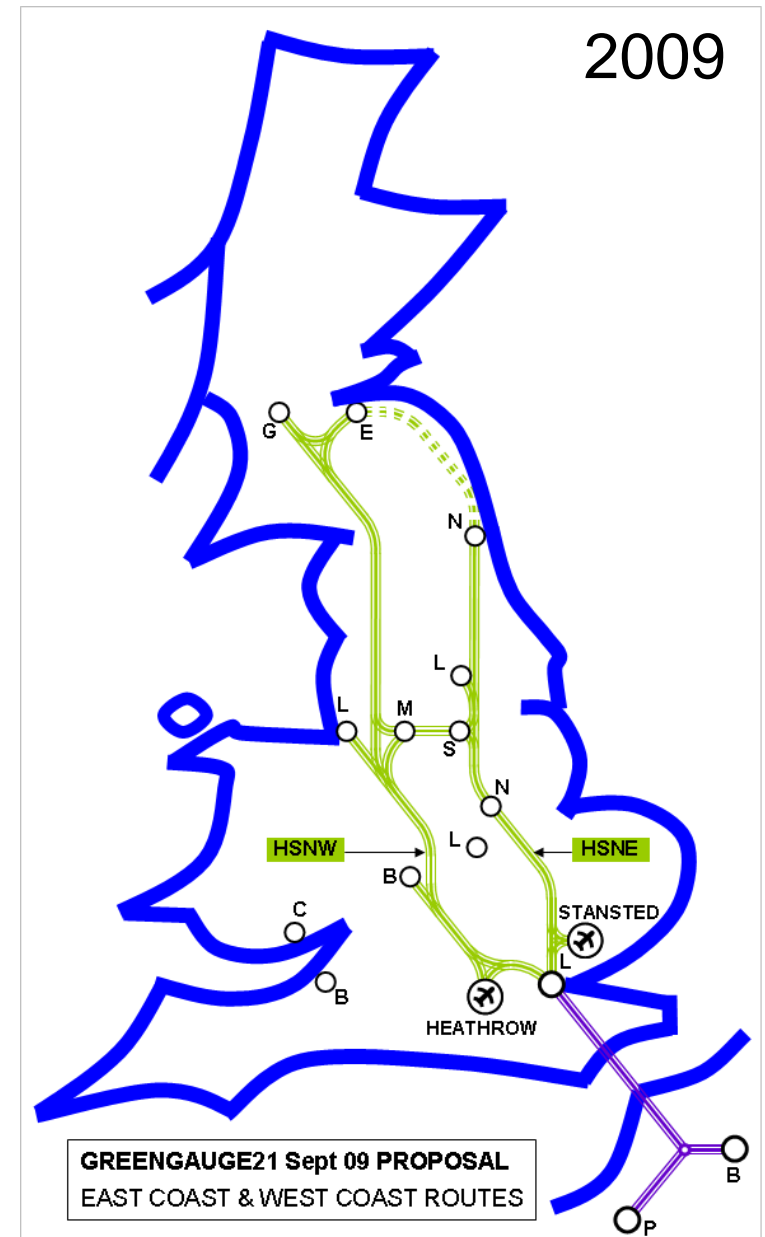 2009
G
E
N
L
L
M
S
N
HSNW
L
HSNE
B
C
STANSTED
L
B
HEATHROW
GREENGAUGE21 Sept 09 PROPOSAL
EAST COAST & WEST COAST ROUTES
B
P